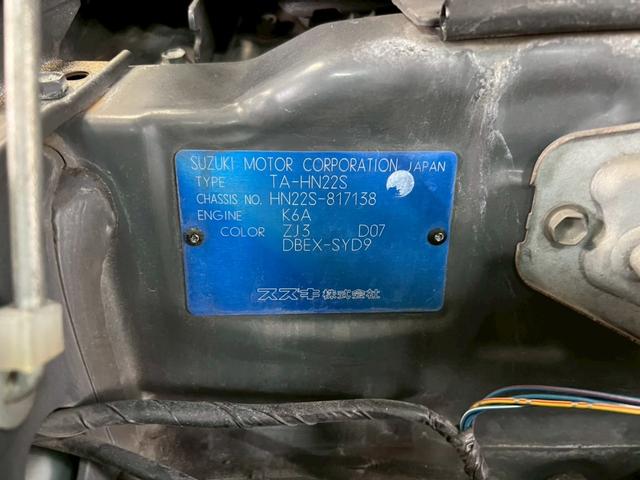 SUZUKI MOTOR CORPORATION JAPAN
TYPE TA-HN22S
CHASSIS NO. HN22S-817138
ENGINE K6A
COLOR ZJ3 D07
DBEX-SYD9
スズキ株式会社